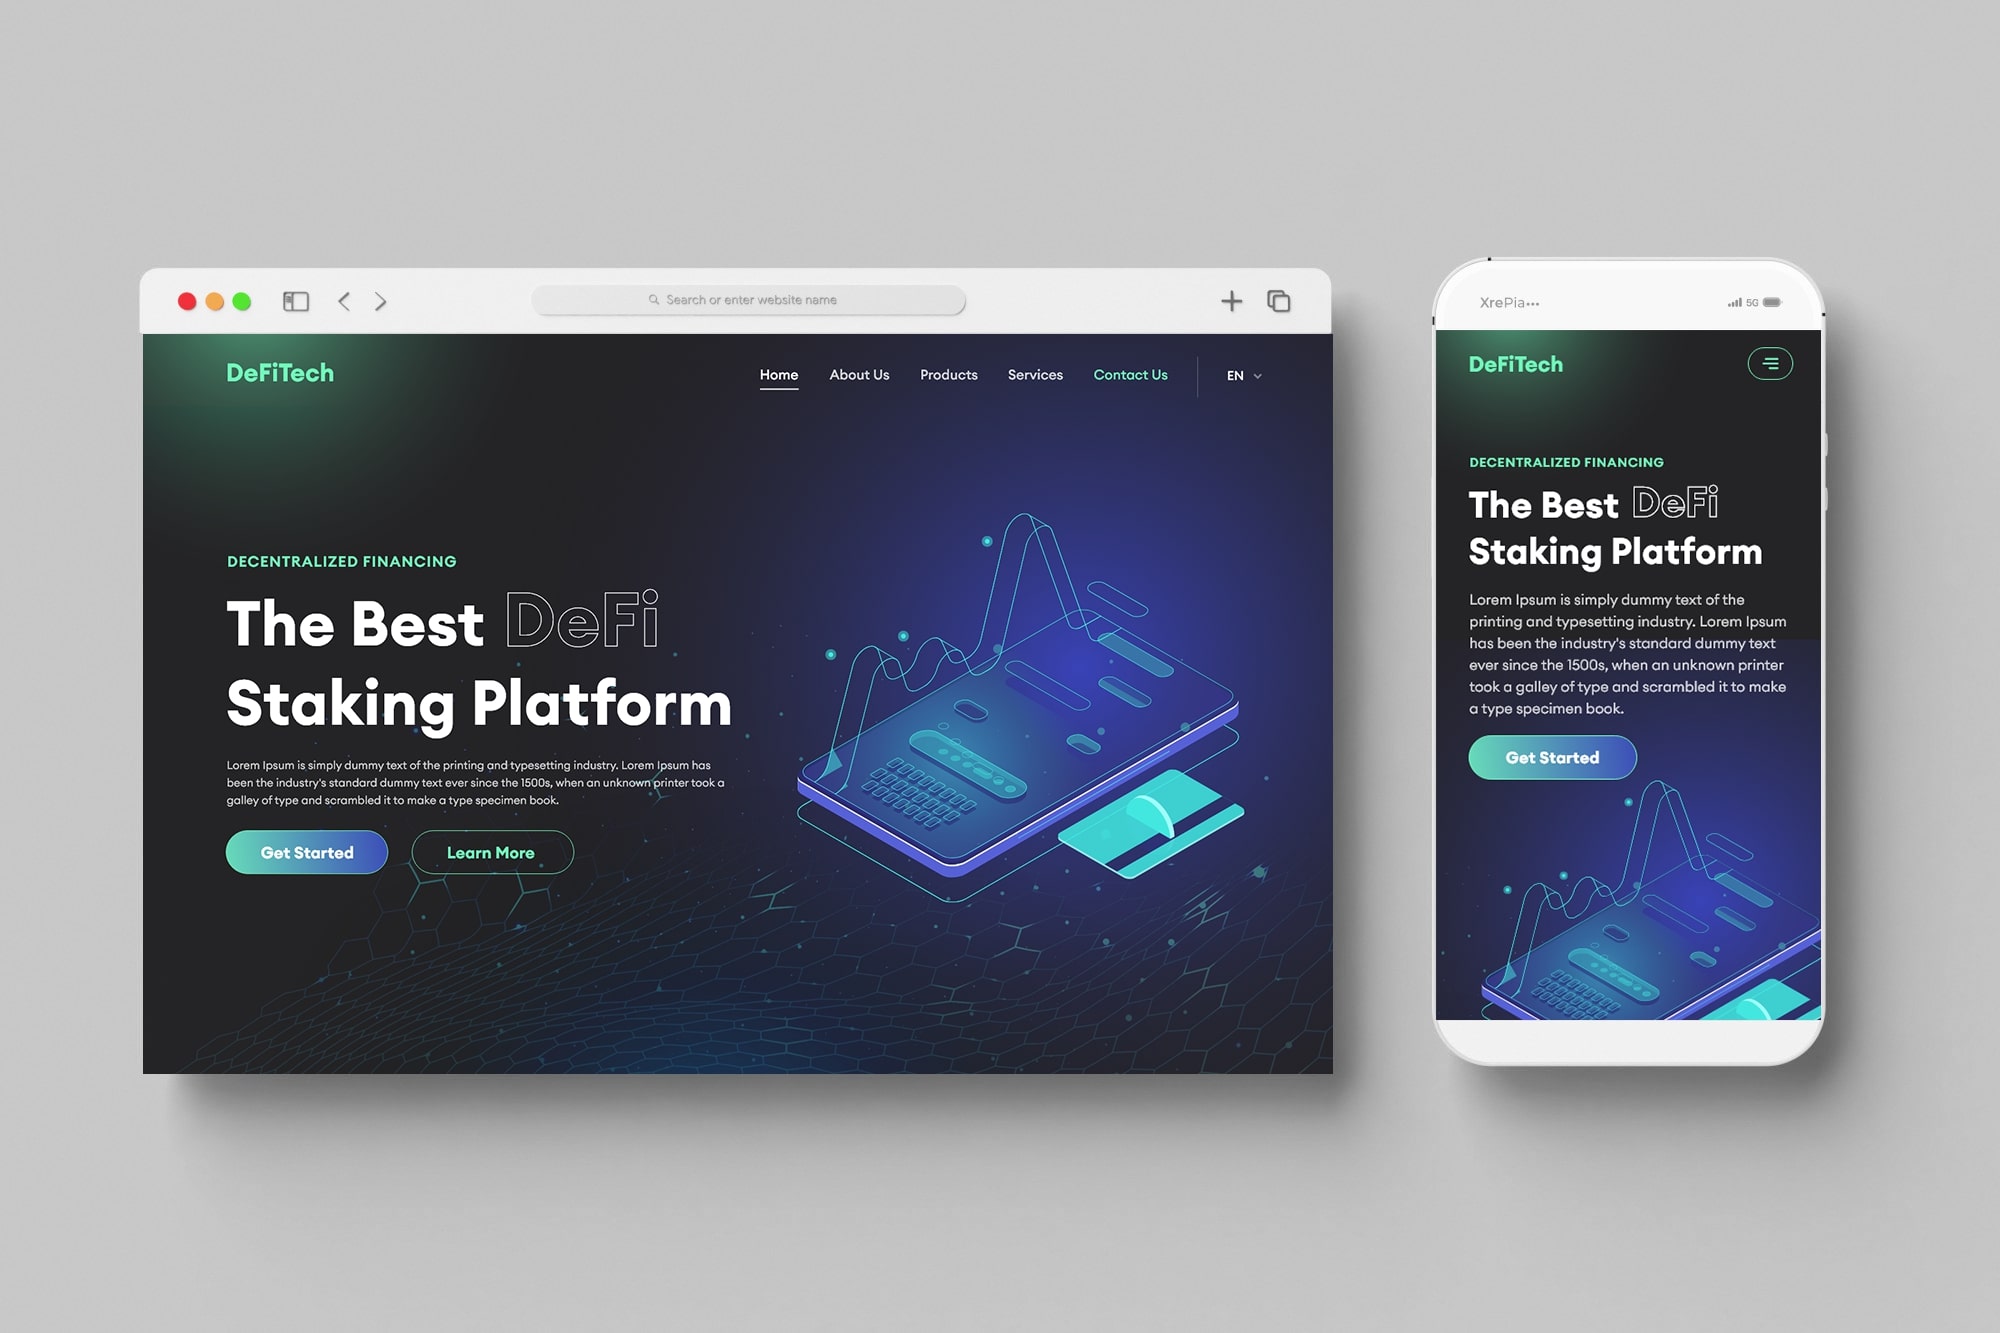 Search or enter website name
DeFiTech
Home About Us Products Services Contact Us EN
DECENTRALIZED FINANCING
The Best DeFi
Staking Platform
Lorem Ipsum is simply dummy text of the printing and typesetting industry. Lorem Ipsum has
been the industry's standard dummy text ever since the 1500s, when an unknown printer took a
galley of type and scrambled it to make a type specimen book.
Get Started Learn More
XrePia••• 5G
DeFiTech
DECENTRALIZED FINANCING
The Best DeFi
Staking Platform
Lorem Ipsum is simply dummy text of the
printing and typesetting industry. Lorem Ipsum
has been the industry's standard dummy text
ever since the 1500s, when an unknown printer
took a galley of type and scrambled it to make
a type specimen book.
Get Started